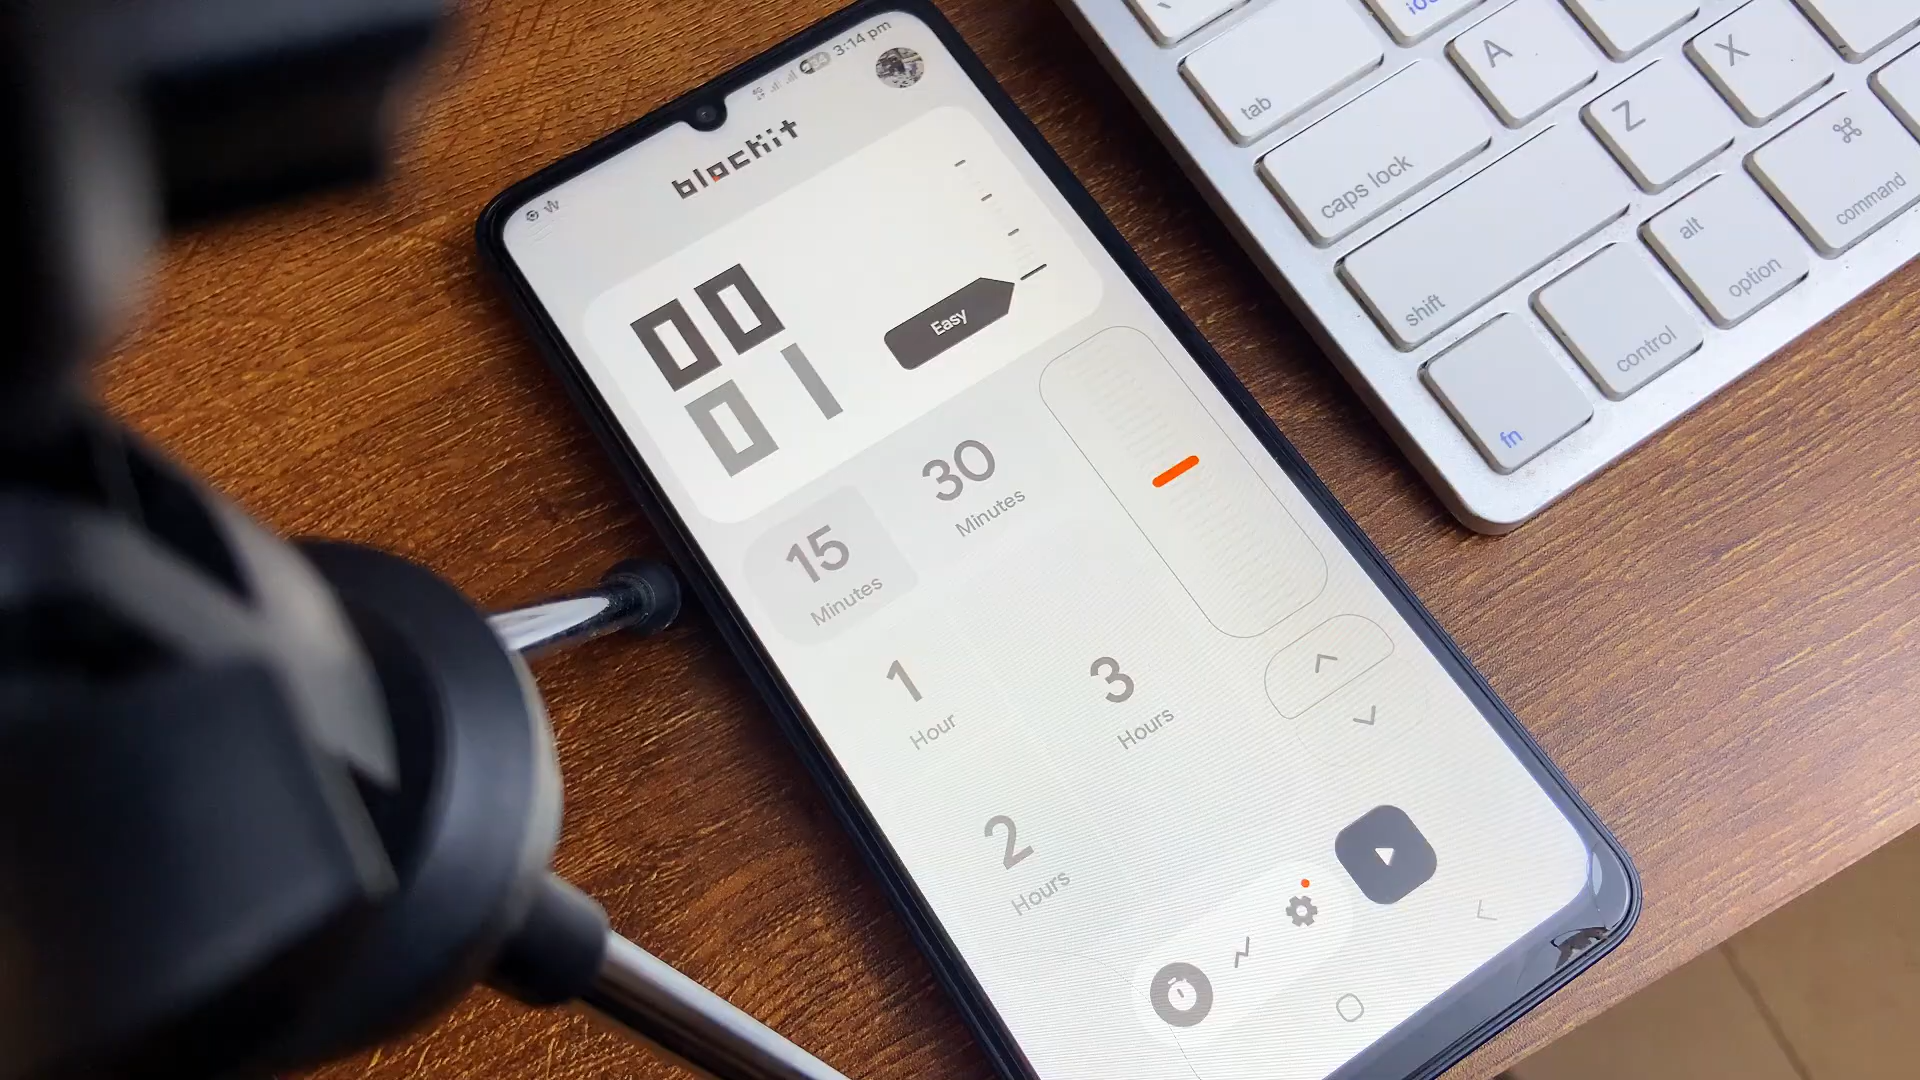 3:14 pm
54
blockit
00
01
Easy
15
Minutes
30
Minutes
1
Hour
3
Hours
2
Hours
tab
caps lock
shift
fn
control
alt
option
command
⌘
A
Z
X